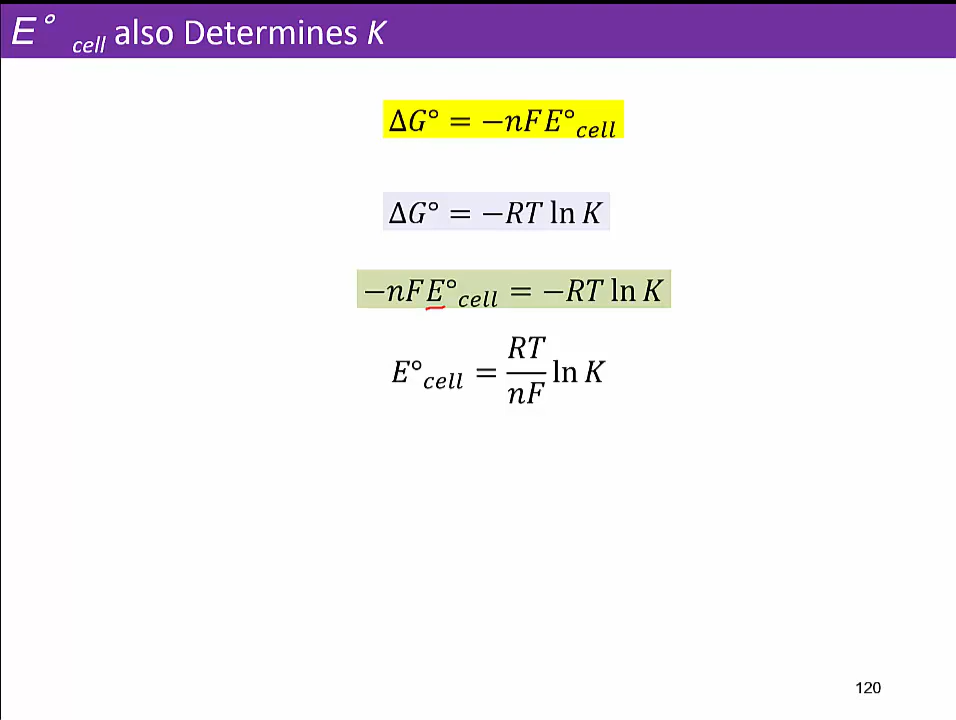 E°cell also Determines K
ΔG° = −nFE°cell
ΔG° = −RT ln K
−nFE°cell = −RT ln K
E°cell = RT/nF ln K
120